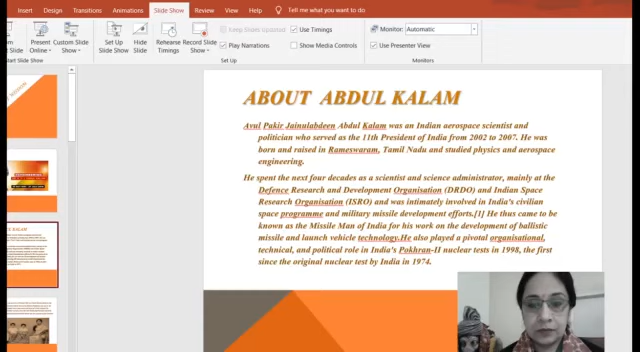 Insert Design Transitions Animations Slide Show Review View Help Tell me what you want to do
Present Online Custom Slide Show Set Up Slide Show Hide Slide Rehearse Timings Record Slide Show
Keep Slides Updated
Use Timings
Play Narrations
Show Media Controls
Monitor: Automatic
Use Presenter View
Start Slide Show Set Up Monitors
ABOUT ABDUL KALAM
Avul Pakir Jainulabdeen Abdul Kalam was an Indian aerospace scientist and
politician who served as the 11th President of India from 2002 to 2007. He was
born and raised in Rameswaram, Tamil Nadu and studied physics and aerospace
engineering.
He spent the next four decades as a scientist and science administrator, mainly at the
Defence Research and Development Organisation (DRDO) and Indian Space
Research Organisation (ISRO) and was intimately involved in India's civilian
space programme and military missile development efforts.[1] He thus came to be
known as the Missile Man of India for his work on the development of ballistic
missile and launch vehicle technology.He also played a pivotal organisational,
technical, and political role in India's Pokhran-II nuclear tests in 1998, the first
since the original nuclear test by India in 1974.